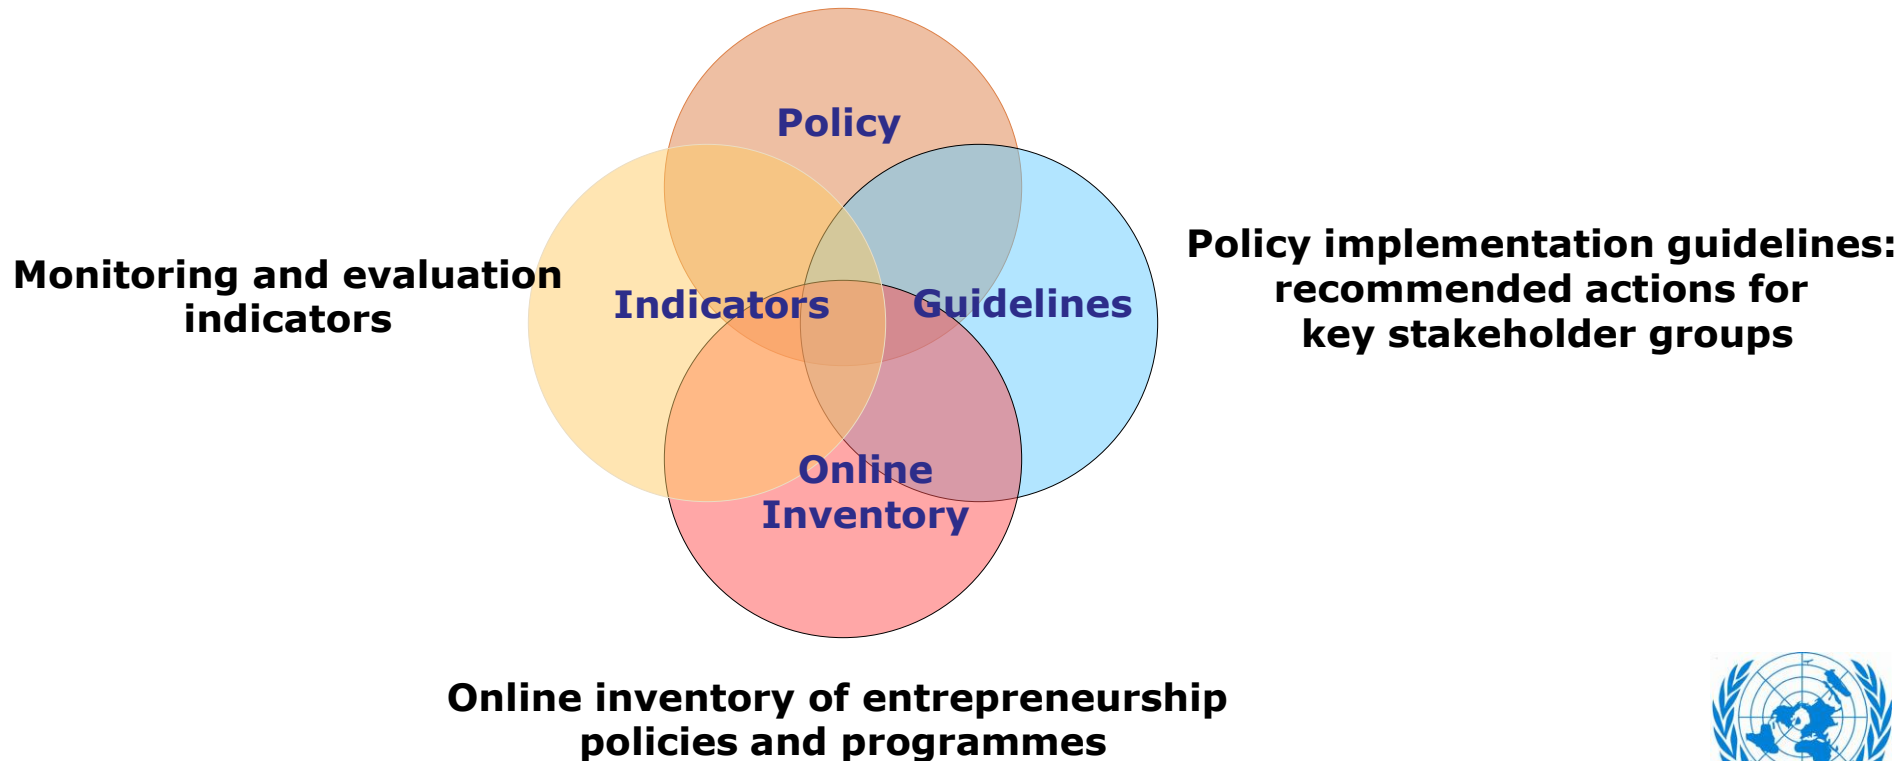 Policy
Monitoring and evaluation
indicators
Indicators
Guidelines
Policy implementation guidelines:
recommended actions for
key stakeholder groups
Online
Inventory
Online inventory of entrepreneurship
policies and programmes